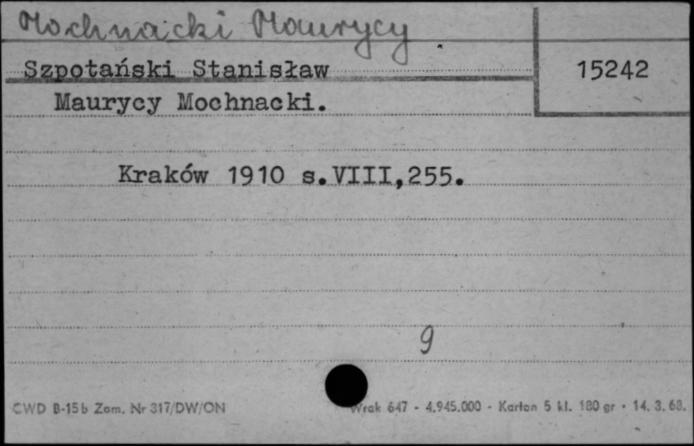 Mochnacki Maurycy
Szpotański Stanisław
15242
Maurycy Mochnacki.
Kraków 1910 s.VIII,255.
9
CWD B-15b Zam. Nr 317/DW/ON
Wrak 647 - 4.945.000 - Karton 5 kl. 180 gr - 14. 3. 68.